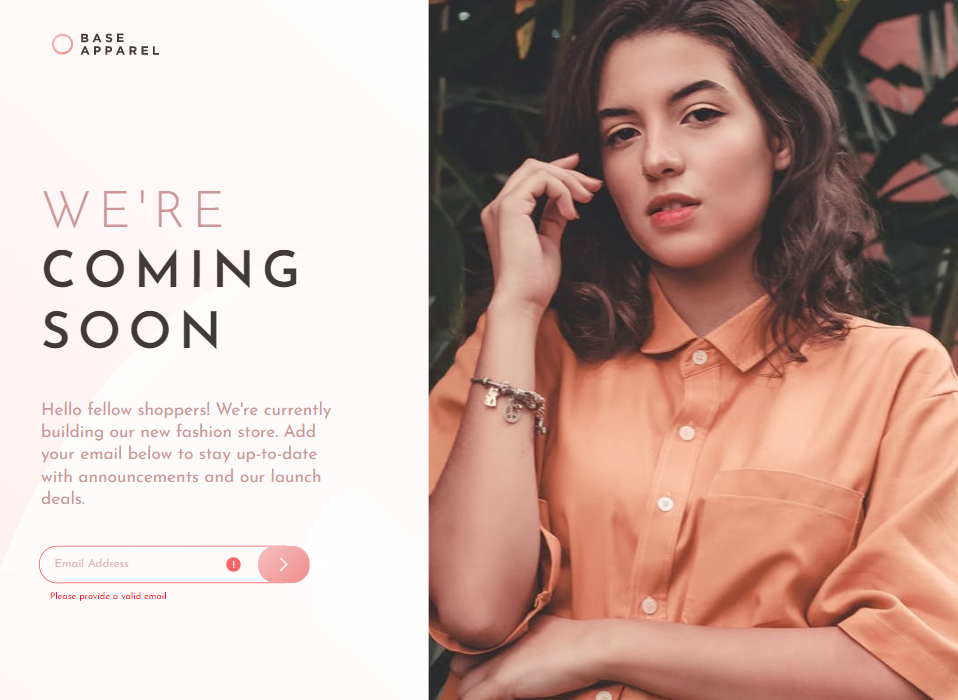 BASE
APPAREL
WE'RE
COMING
SOON
Hello fellow shoppers! We're currently
building our new fashion store. Add
your email below to stay up-to-date
with announcements and our launch
deals.
Email Address !
Please provide a valid email